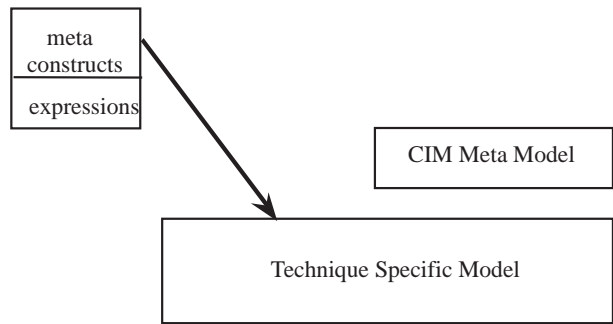 meta
constructs
expressions
CIM Meta Model
Technique Specific Model